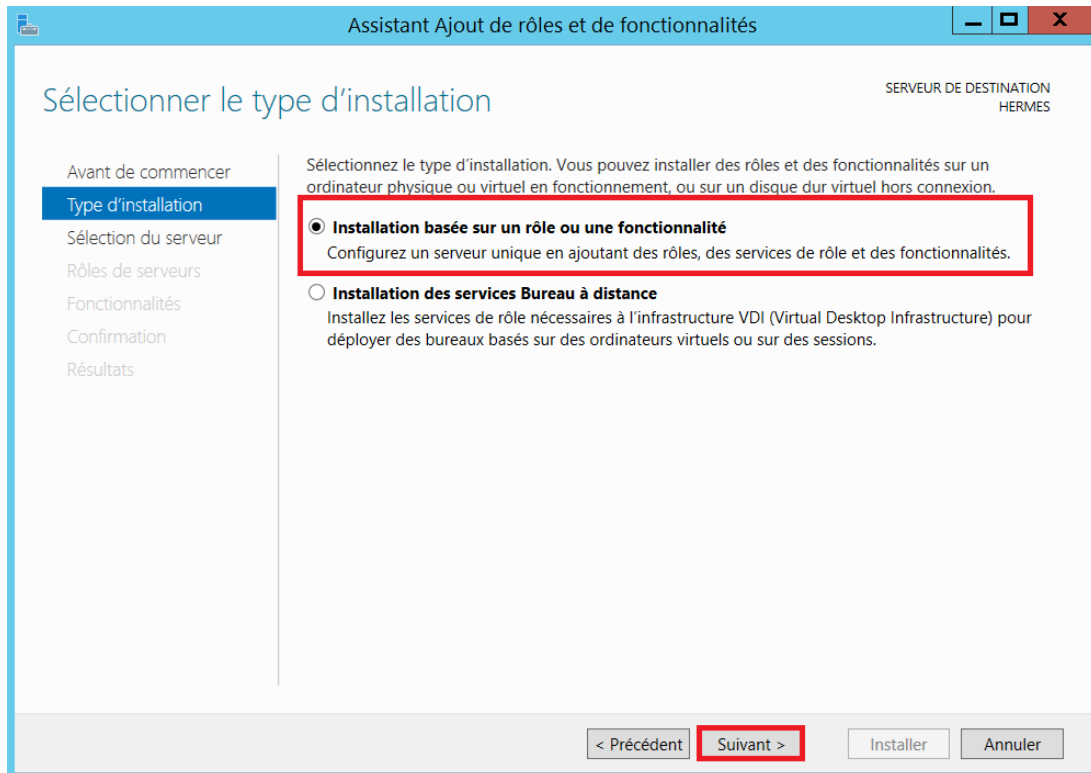 Assistant Ajout de rôles et de fonctionnalités
X
Sélectionner le type d'installation
SERVEUR DE DESTINATION
HERMES
Avant de commencer
Type d'installation
Sélection du serveur
Rôles de serveurs
Fonctionnalités
Confirmation
Résultats
Sélectionnez le type d'installation. Vous pouvez installer des rôles et des fonctionnalités sur un
ordinateur physique ou virtuel en fonctionnement, ou sur un disque dur virtuel hors connexion.
Installation basée sur un rôle ou une fonctionnalité
Configurez un serveur unique en ajoutant des rôles, des services de rôle et des fonctionnalités.
Installation des services Bureau à distance
Installez les services de rôle nécessaires à l'infrastructure VDI (Virtual Desktop Infrastructure) pour
déployer des bureaux basés sur des ordinateurs virtuels ou sur des sessions.
< Précédent
Suivant >
Installer
Annuler